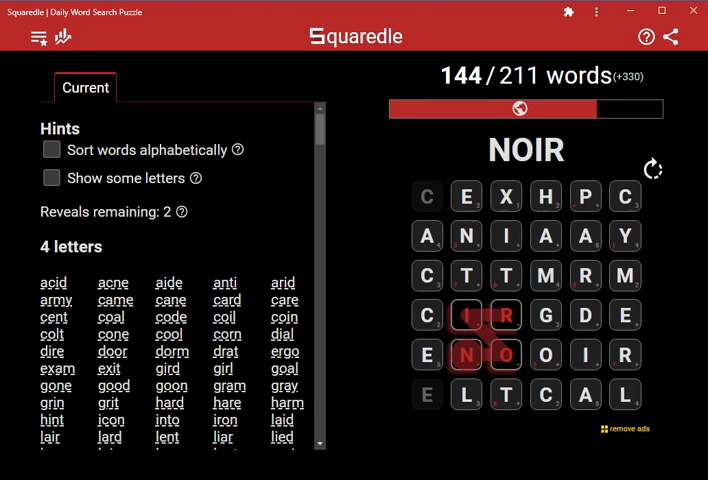 Squaredle | Daily Word Search Puzzle
Squaredle
144 / 211 words (+330)
Current
Hints
Sort words alphabetically
Show some letters
Reveals remaining: 2
4 letters
acid acne aide anti arid
army came cane card care
cent coal code coil coin
colt cone cool corn dial
dire door dorm drat ergo
exam exit gird girl goal
gone good goon gram gray
grin grit hard hare harm
hint icon into iron laid
lair lard lent liar lied
NOIR
C E X H P C
A N I A A Y
C T T M R M
C I R G D E
E N O O I R
E L T C A L
remove ads